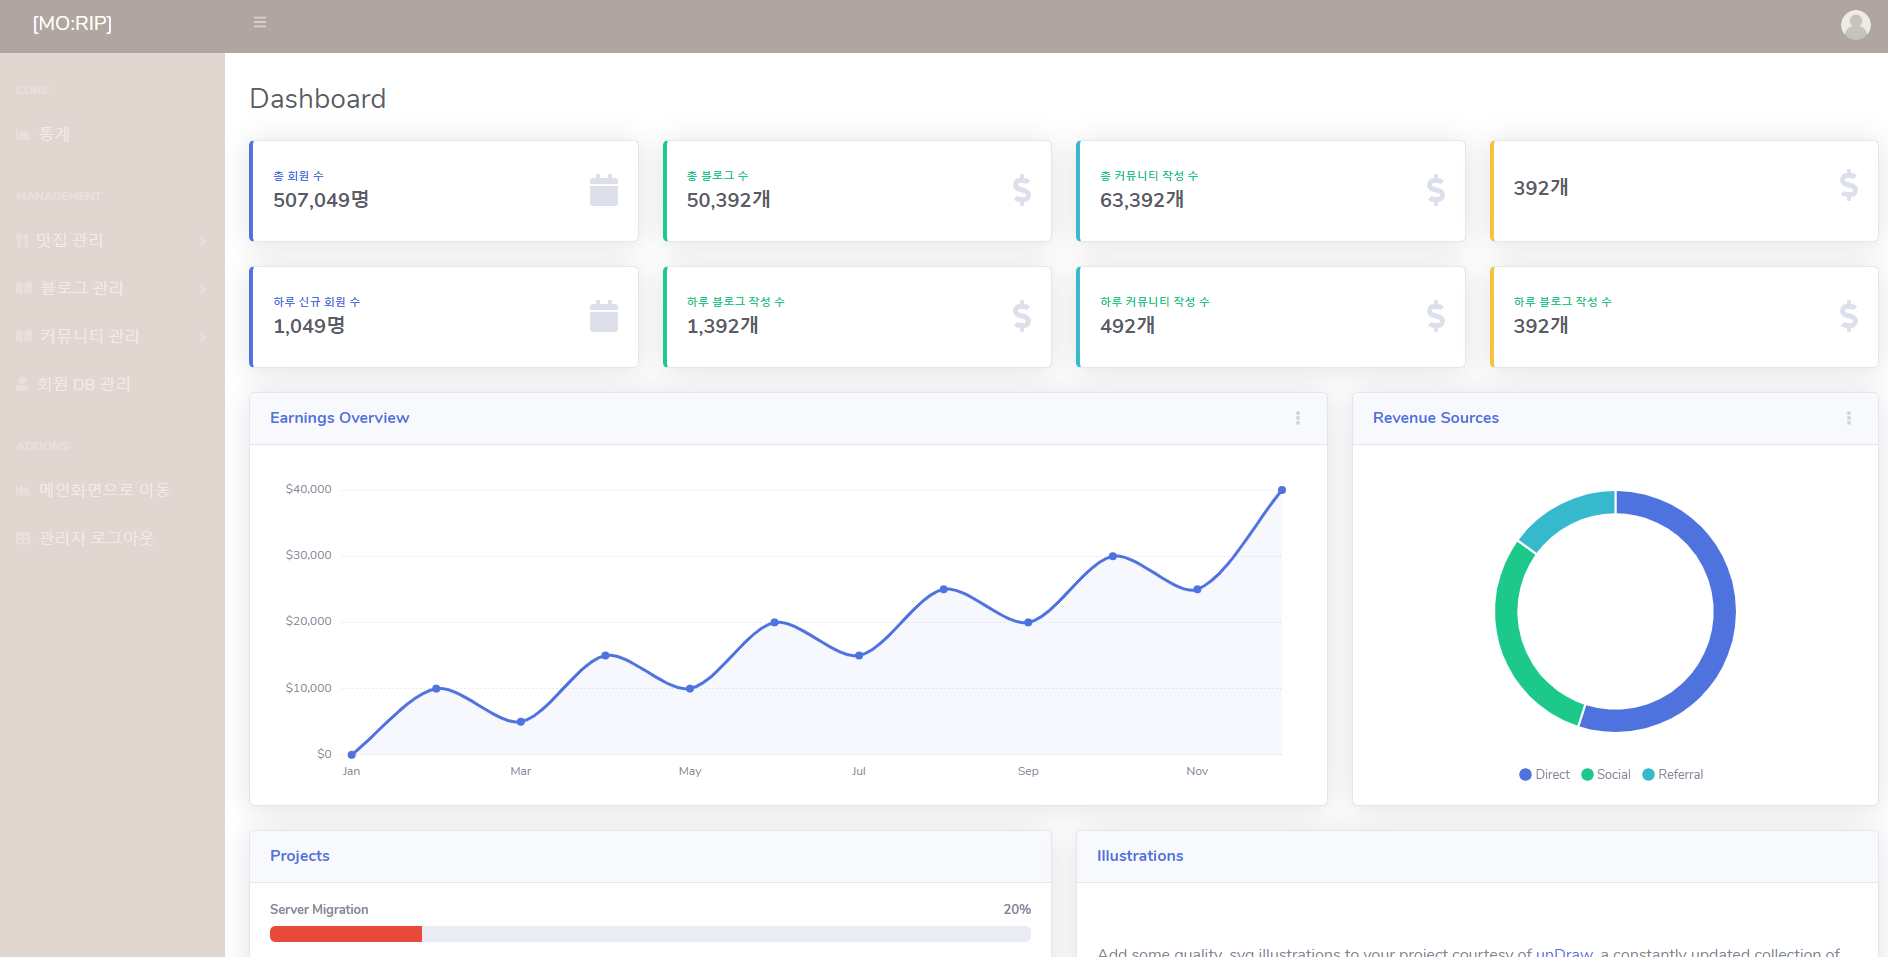 [MO:RIP]
CORE
통계
MANAGEMENT
맛집 관리
블로그 관리
커뮤니티 관리
회원 DB 관리
ADDONS
메인화면으로 이동
관리자 로그아웃
Dashboard
총 회원 수
507,049명
총 블로그 수
50,392개
총 커뮤니티 작성 수
63,392개
392개
하루 신규 회원 수
1,049명
하루 블로그 작성 수
1,392개
하루 커뮤니티 작성 수
492개
하루 블로그 작성 수
392개
Earnings Overview
$40,000
$30,000
$20,000
$10,000
$0
Jan Mar May Jul Sep Nov
Revenue Sources
Direct Social Referral
Projects
Server Migration 20%
Illustrations
Add some quality, svg illustrations to your project courtesy of unDraw, a constantly updated collection of